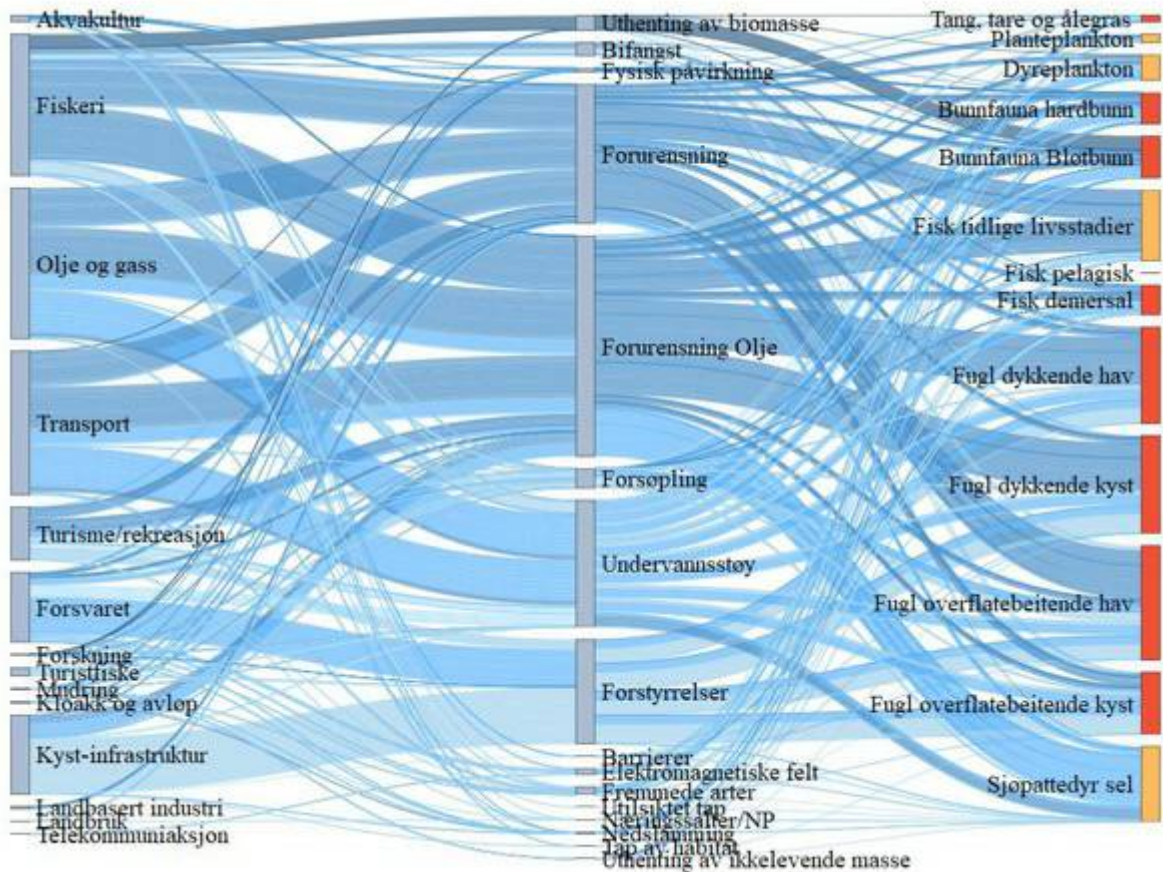 Akvakultur
Fiskeri
Olje og gass
Transport
Turisme/rekreasjon
Forsvaret
Forskning
Turistfiske
Mudring
Kloakk og avløp
Kyst-infrastruktur
Landbasert industri
Landbruk
Telekommuniaksjon
Uthenting av biomasse
Bifangst
Fysisk påvirkning
Forurensning
Forurensning Olje
Forsøpling
Undervannsstøy
Forstyrrelser
Barrierer
Elektromagnetiske felt
Fremmede arter
Utilsiktet tap
Næringssalter/NP
Nedslamming
Tap av habitat
Uthenting av ikkelevende masse
Tang, tare og ålegras
Planteplankton
Dyreplankton
Bunnfauna hardbunn
Bunnfauna Blotbunn
Fisk tidlige livsstadier
Fisk pelagisk
Fisk demersal
Fugl dykkende hav
Fugl dykkende kyst
Fugl overflatebeitende hav
Fugl overflatebeitende kyst
Sjøpattedyr sel